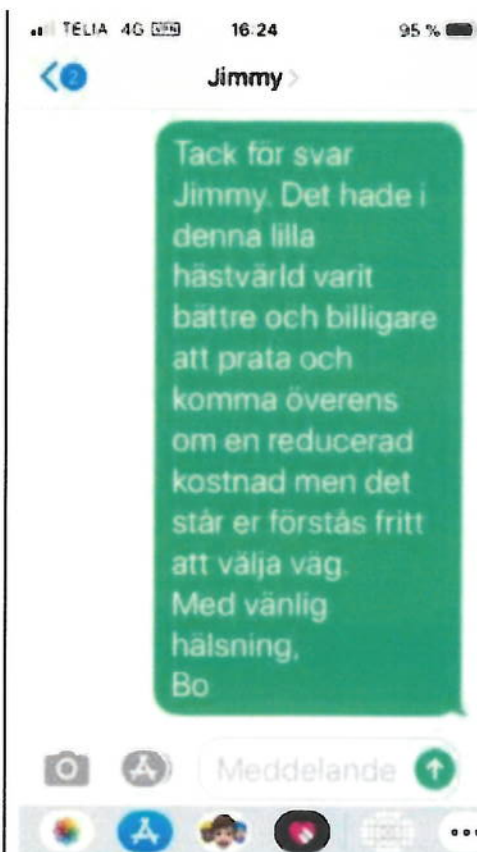 TELIA 4G VPN 16:24 95 %
2
Jimmy
Tack för svar
Jimmy. Det hade i
denna lilla
hästvärld varit
bättre och billigare
att prata och
komma överens
om en reducerad
kostnad men det
står er förstås fritt
att välja väg.
Med vänlig
hälsning,
Bo
Meddelande